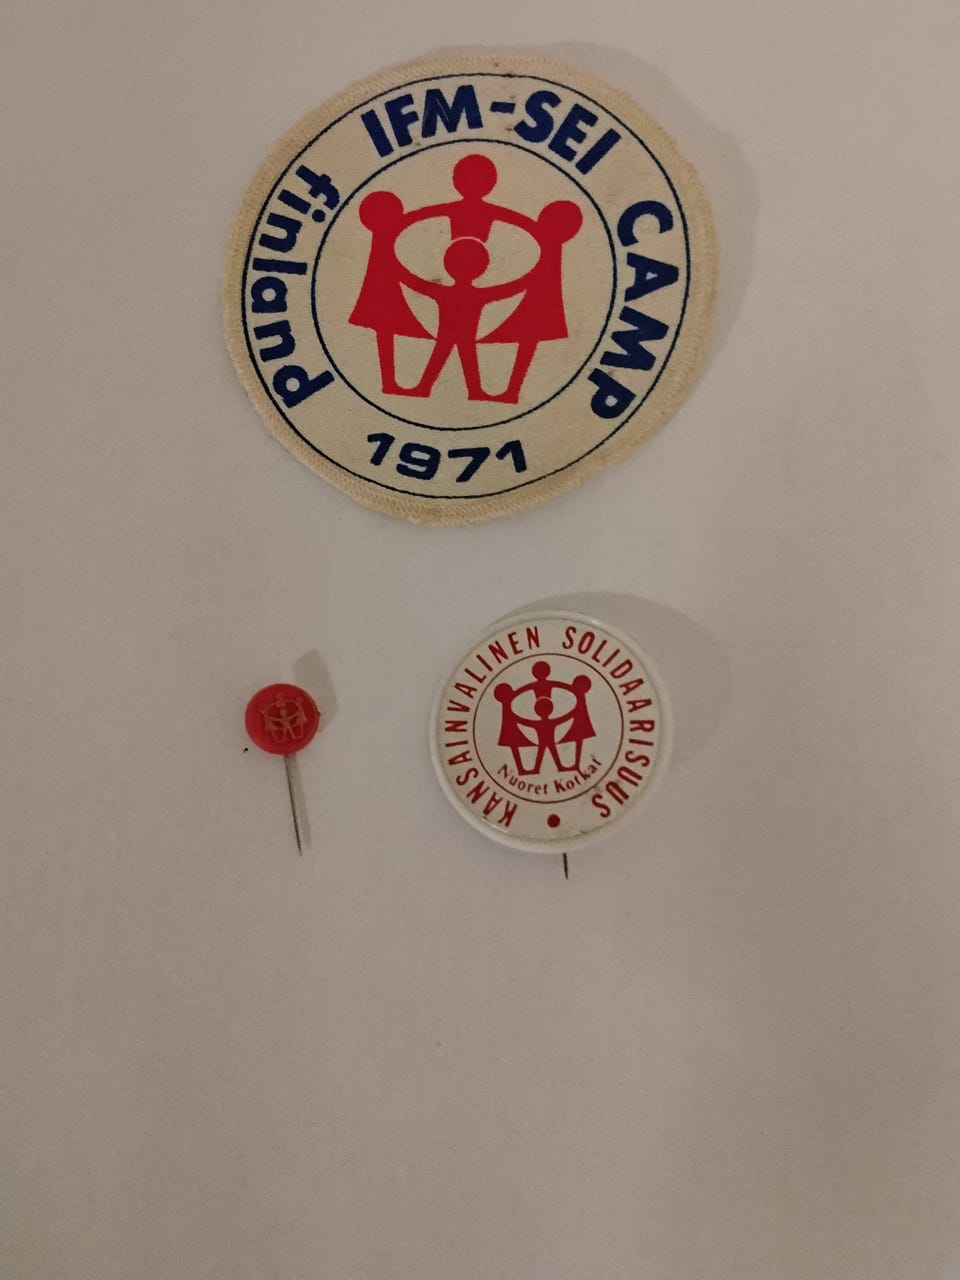 finland IFM-SEI CAMP
1971
KANSAINVALINEN SOLIDAARISUUS
Nuoret Kotkat